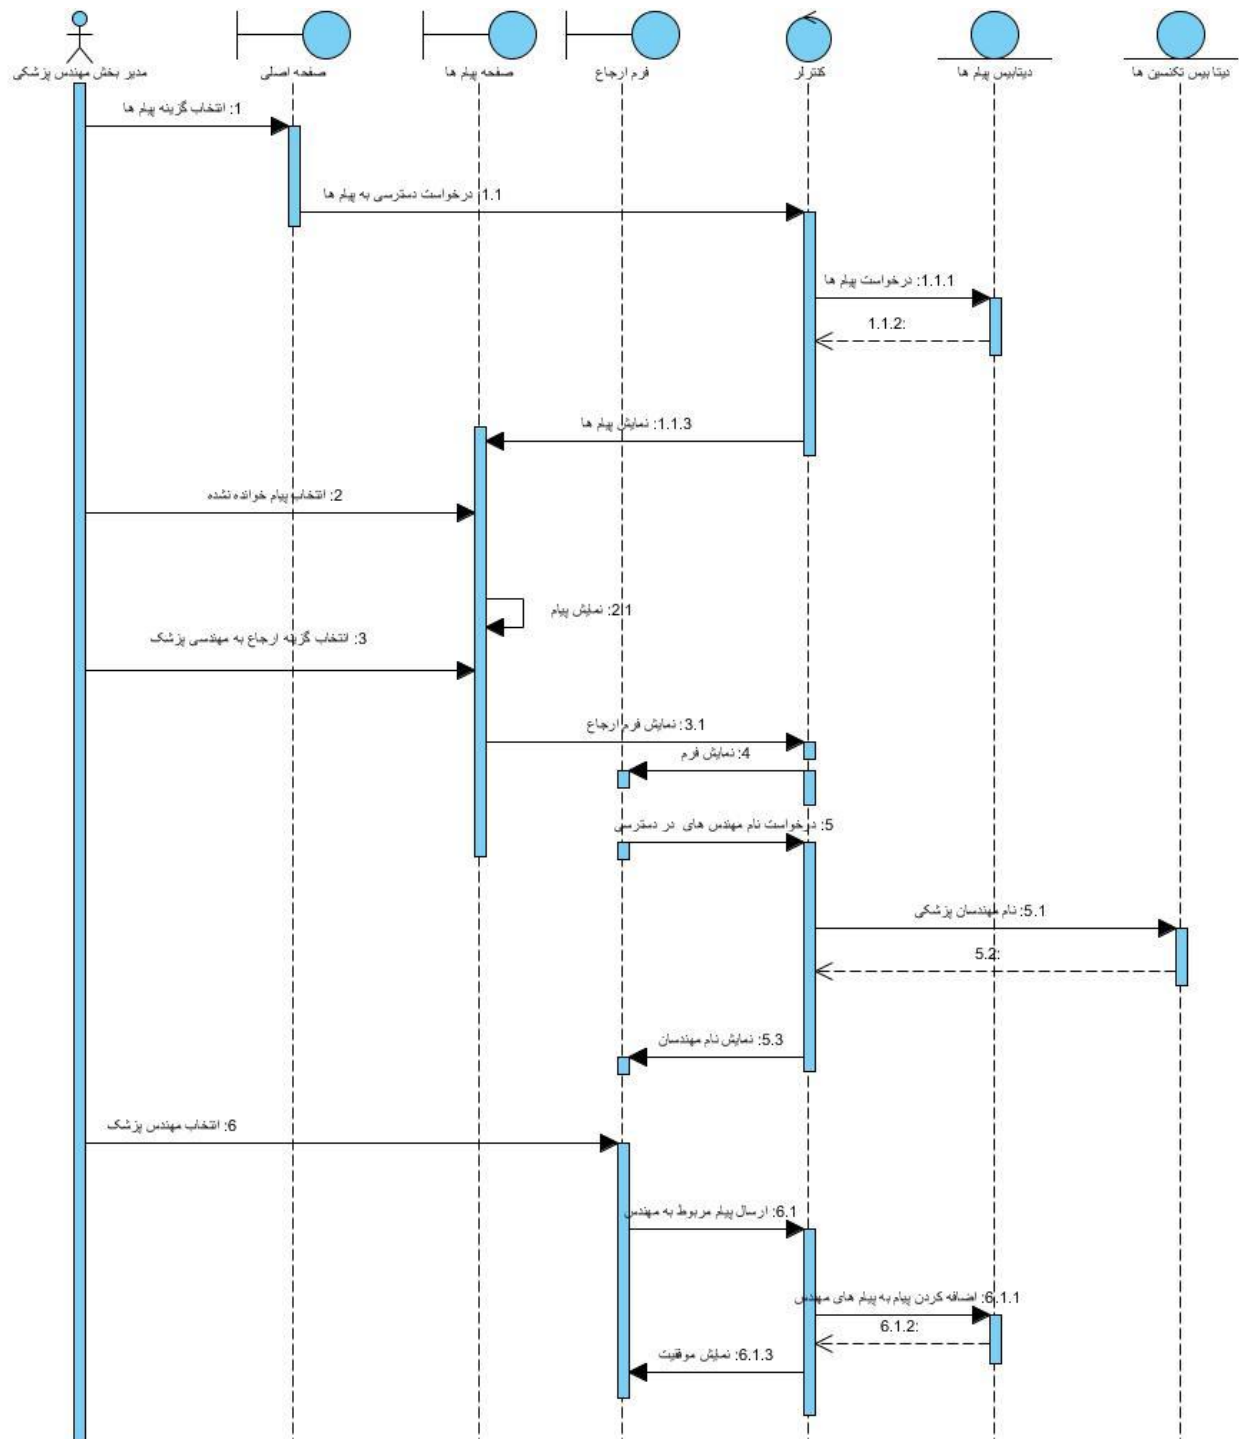 مدیر بخش مهندس پزشکی
صفحه اصلی
صفحه پیام ها
فرم ارجاع
کنترلر
دیتابیس پیام ها
دیتا بیس تکنسین ها
1: انتخاب گزینه پیام ها
1.1: درخواست دسترسی به پیام ها
1.1.1: درخواست پیام ها
1.1.2:
1.1.3: نمایش پیام ها
2: انتخاب پیام خوانده نشده
2.1: نمایش پیام
3: انتخاب گزینه ارجاع به مهندسی پزشک
3.1: نمایش فرم ارجاع
4: نمایش فرم
5: درخواست نام مهندس های در دسترسی
5.1: نام مهندسان پزشکی
5.2:
5.3: نمایش نام مهندسان
6: انتخاب مهندس پزشک
6.1: ارسال پیام مربوط به مهندس
6.1.1: اضافه کردن پیام به پیام های مهندس
6.1.2:
6.1.3: نمایش موفقیت